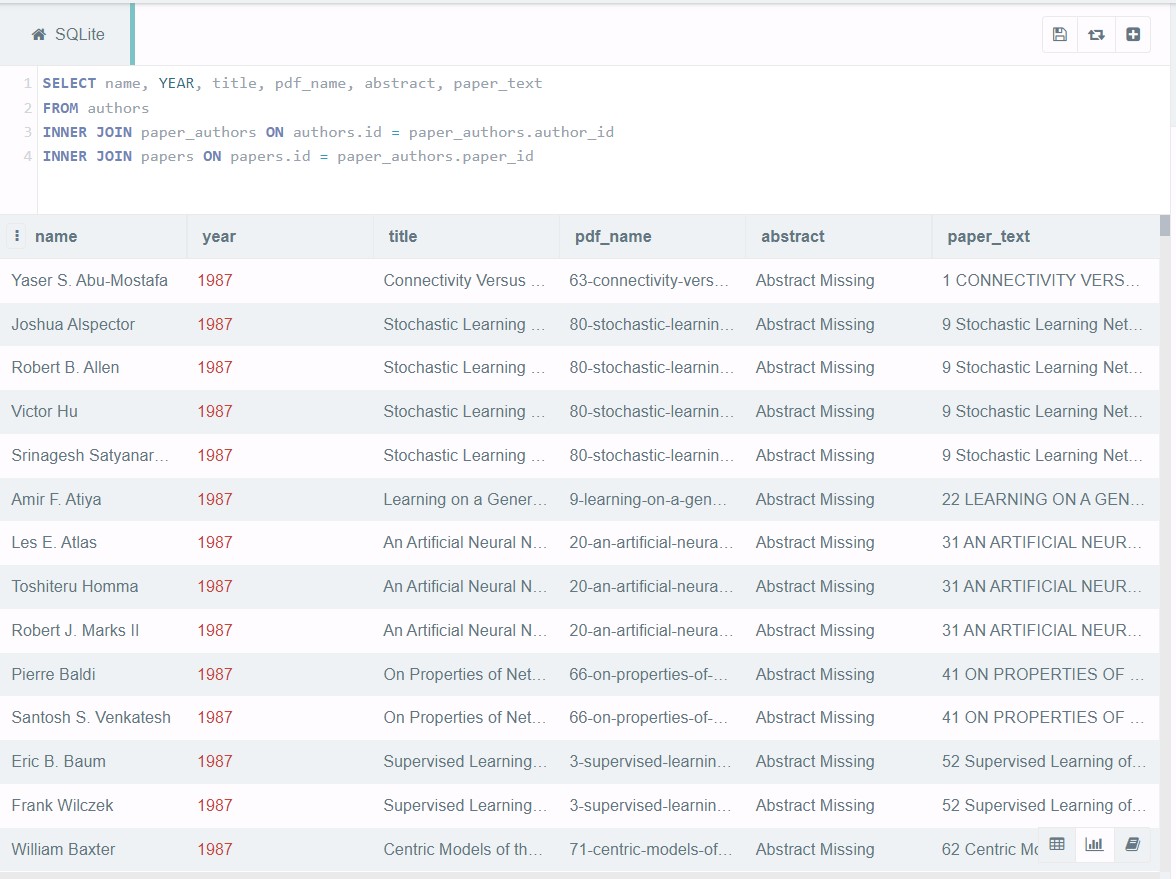 SQLite
1 SELECT name, YEAR, title, pdf_name, abstract, paper_text
2 FROM authors
3 INNER JOIN paper_authors ON authors.id = paper_authors.author_id
4 INNER JOIN papers ON papers.id = paper_authors.paper_id
name year title pdf_name abstract paper_text
Yaser S. Abu-Mostafa 1987 Connectivity Versus ... 63-connectivity-vers... Abstract Missing 1 CONNECTIVITY VERS...
Joshua Alspector 1987 Stochastic Learning ... 80-stochastic-learnin... Abstract Missing 9 Stochastic Learning Net...
Robert B. Allen 1987 Stochastic Learning ... 80-stochastic-learnin... Abstract Missing 9 Stochastic Learning Net...
Victor Hu 1987 Stochastic Learning ... 80-stochastic-learnin... Abstract Missing 9 Stochastic Learning Net...
Srinagesh Satyanar... 1987 Stochastic Learning ... 80-stochastic-learnin... Abstract Missing 9 Stochastic Learning Net...
Amir F. Atiya 1987 Learning on a Gener... 9-learning-on-a-gen... Abstract Missing 22 LEARNING ON A GEN...
Les E. Atlas 1987 An Artificial Neural N... 20-an-artificial-neura... Abstract Missing 31 AN ARTIFICIAL NEUR...
Toshiteru Homma 1987 An Artificial Neural N... 20-an-artificial-neura... Abstract Missing 31 AN ARTIFICIAL NEUR...
Robert J. Marks II 1987 An Artificial Neural N... 20-an-artificial-neura... Abstract Missing 31 AN ARTIFICIAL NEUR...
Pierre Baldi 1987 On Properties of Net... 66-on-properties-of-... Abstract Missing 41 ON PROPERTIES OF ...
Santosh S. Venkatesh 1987 On Properties of Net... 66-on-properties-of-... Abstract Missing 41 ON PROPERTIES OF ...
Eric B. Baum 1987 Supervised Learning... 3-supervised-learnin... Abstract Missing 52 Supervised Learning of...
Frank Wilczek 1987 Supervised Learning... 3-supervised-learnin... Abstract Missing 52 Supervised Learning of...
William Baxter 1987 Centric Models of th... 71-centric-models-of... Abstract Missing 62 Centric Mo